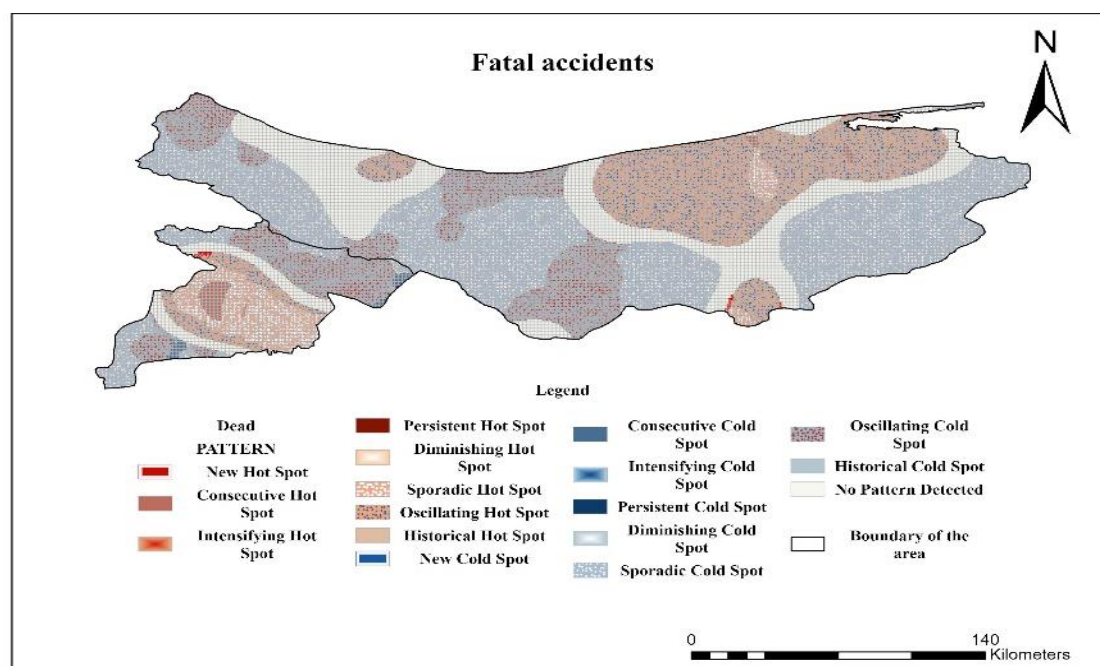 Fatal accidents
N
Legend
Dead
PATTERN
New Hot Spot
Consecutive Hot
Spot
Intensifying Hot
Spot
Persistent Hot Spot
Diminishing Hot
Spot
Sporadic Hot Spot
Oscillating Hot Spot
Historical Hot Spot
New Cold Spot
Consecutive Cold
Spot
Intensifying Cold
Spot
Persistent Cold Spot
Diminishing Cold
Spot
Sporadic Cold Spot
Oscillating Cold
Spot
Historical Cold Spot
No Pattern Detected
Boundary of the
area
0 140
Kilometers